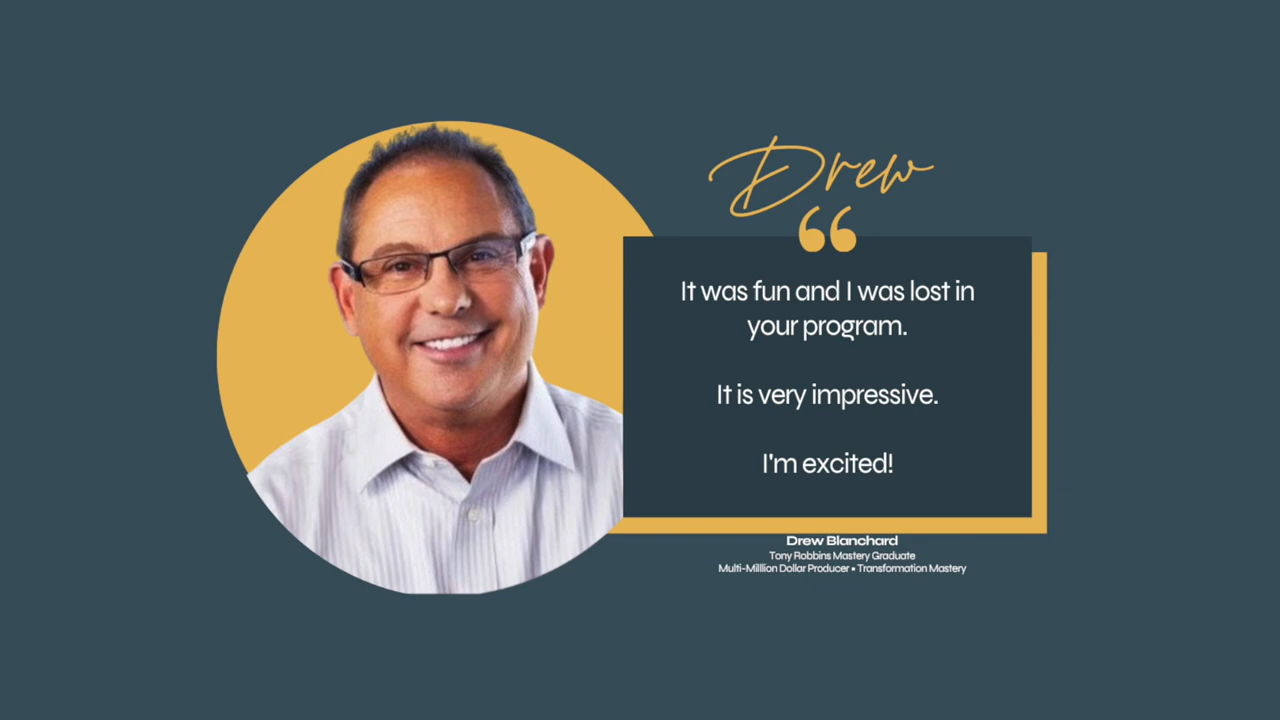 Drew
“
It was fun and I was lost in
your program.
It is very impressive.
I'm excited!
Drew Blanchard
Tony Robbins Mastery Graduate
Multi-Milllion Dollar Producer • Transformation Mastery